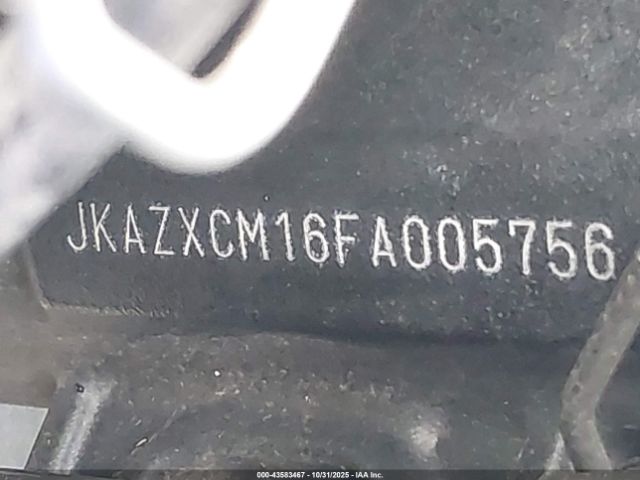 JKAZXCM16FA005756
000-43583467 - 10/31/2025 - IAA Inc.